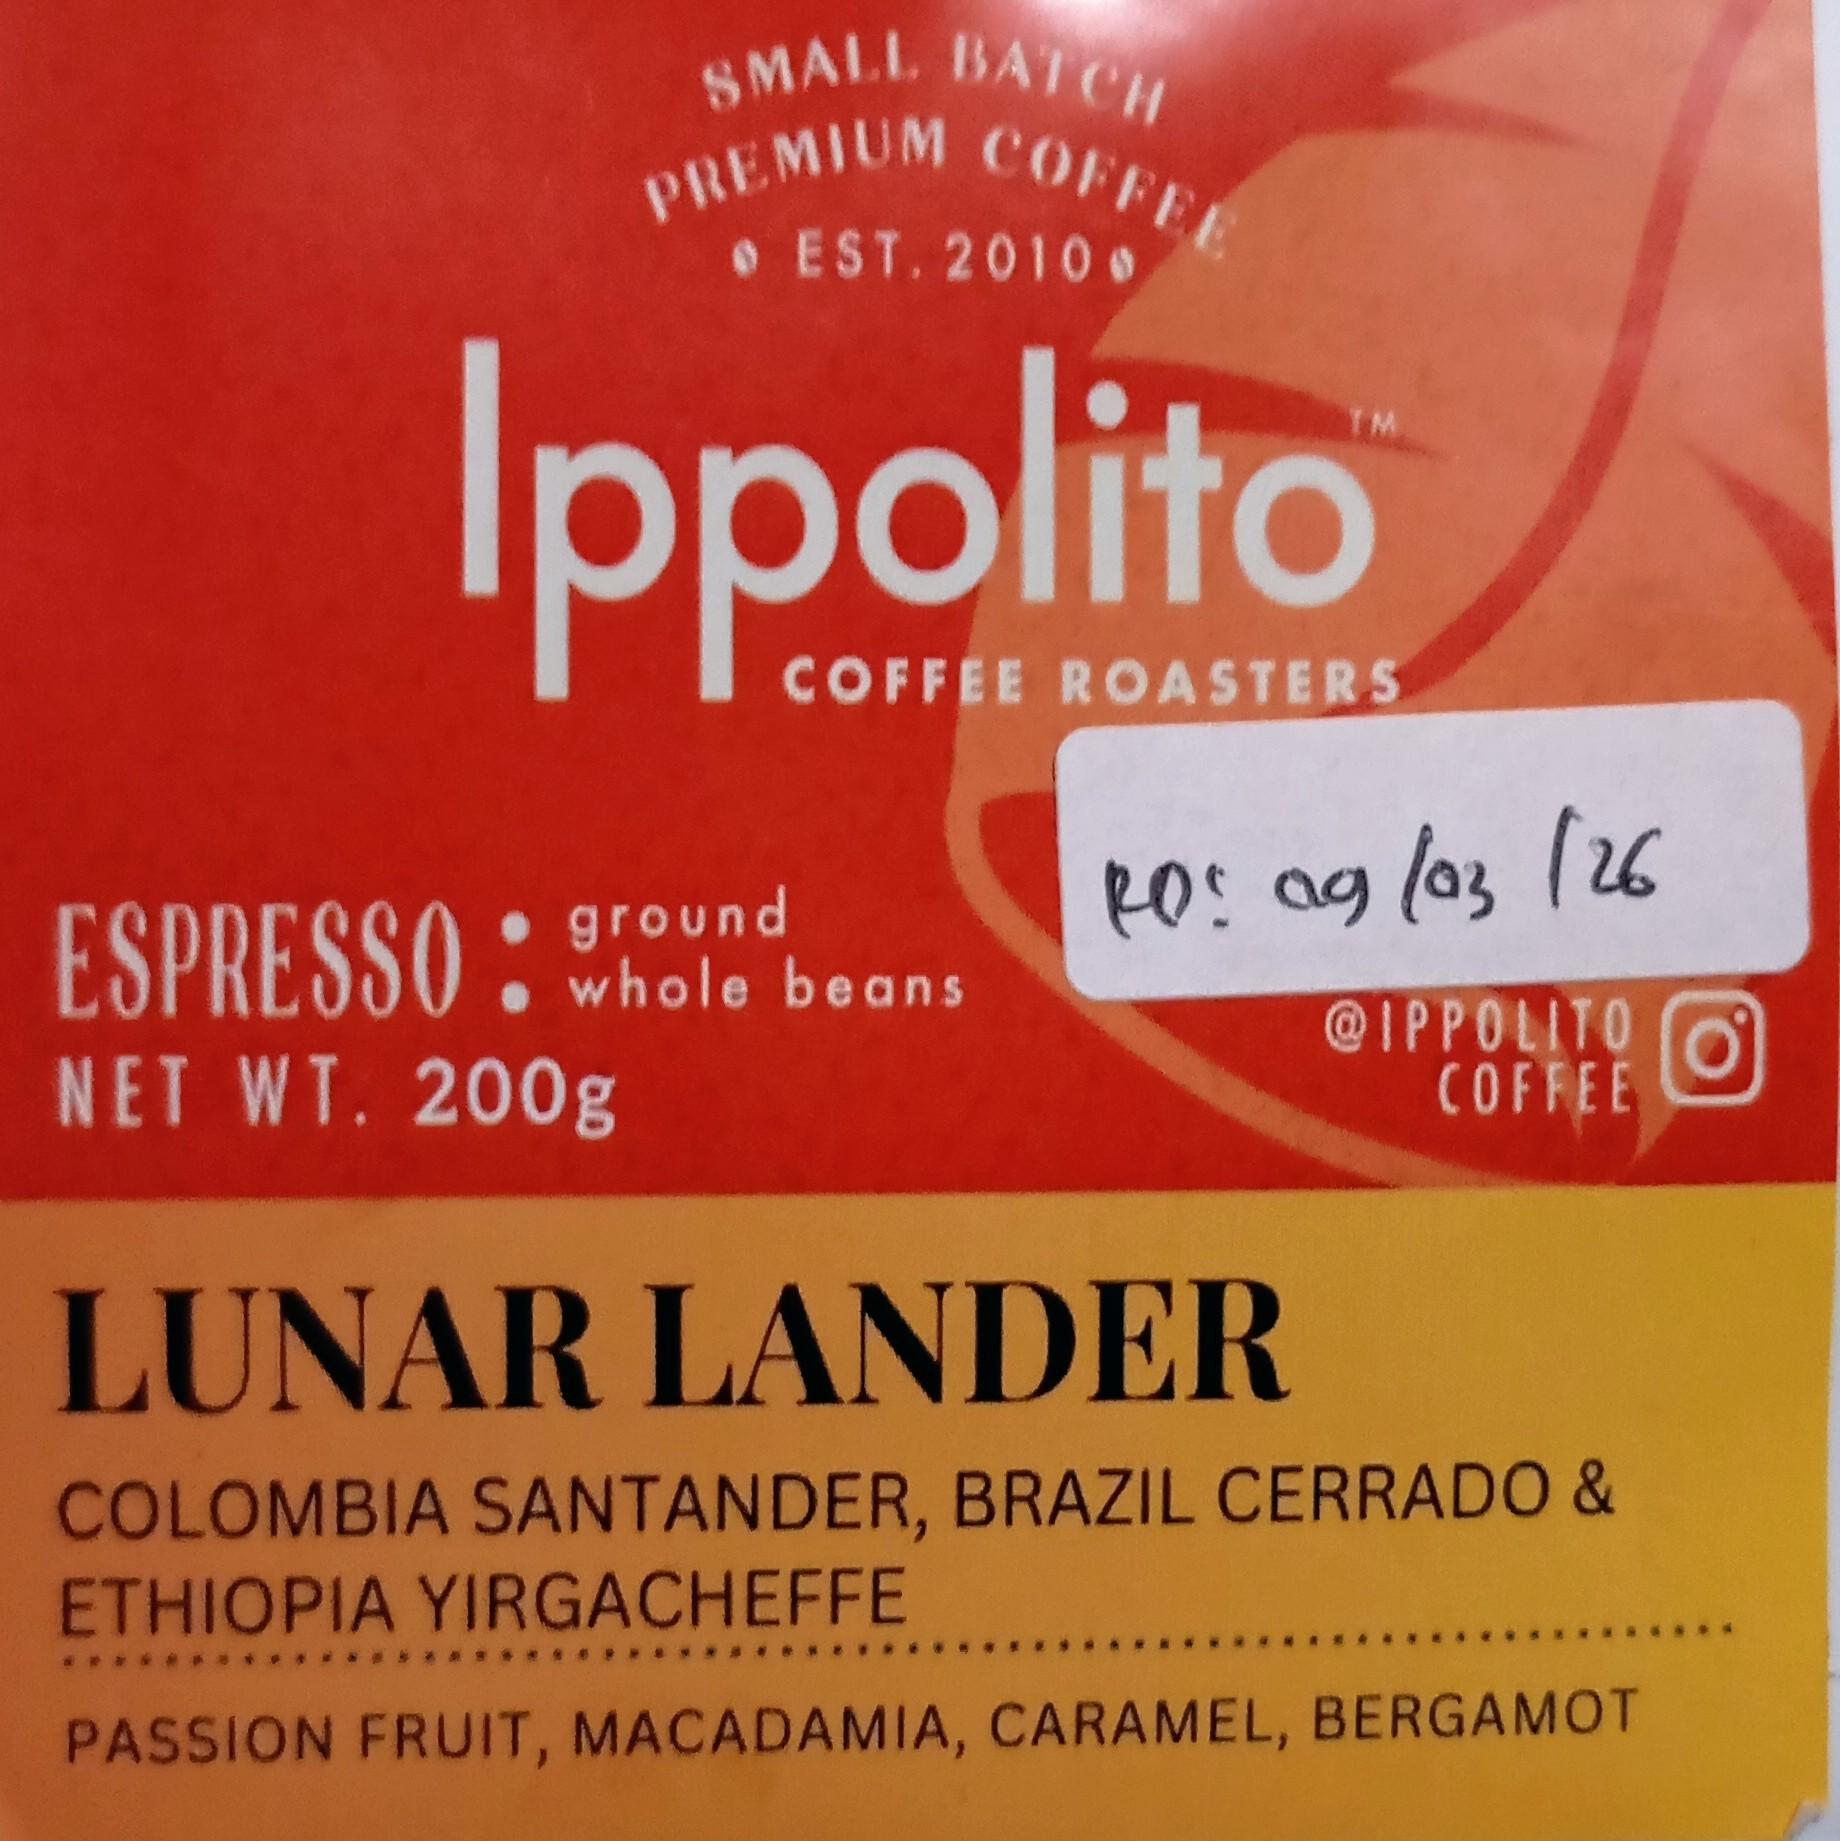 SMALL BATCH
PREMIUM COFFEE
EST. 2010
Ippolito™
COFFEE ROASTERS
RD: 09/03/26
ESPRESSO : ground
whole beans
NET WT. 200g
@IPPOLITO
COFFEE
LUNAR LANDER
COLOMBIA SANTANDER, BRAZIL CERRADO &
ETHIOPIA YIRGACHEFFE
PASSION FRUIT, MACADAMIA, CARAMEL, BERGAMOT